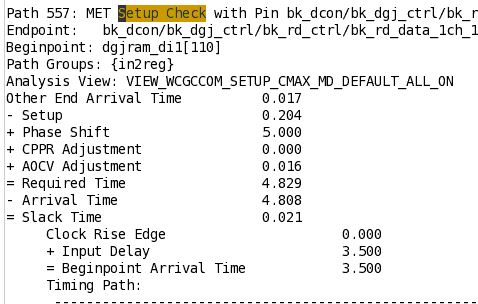 Path 557: MET Setup Check with Pin bk_dcon/bk_dgj_ctrl/bk_r
Endpoint:   bk_dcon/bk_dgj_ctrl/bk_rd_ctrl/bk_rd_data_1ch_1
Beginpoint: dgjram_di1[110]
Path Groups: {in2reg}
Analysis View: VIEW_WCGCCOM_SETUP_CMAX_MD_DEFAULT_ALL_ON
Other End Arrival Time          0.017
- Setup                         0.204
+ Phase Shift                   5.000
+ CPPR Adjustment               0.000
+ AOCV Adjustment               0.016
= Required Time                 4.829
- Arrival Time                  4.808
= Slack Time                    0.021
     Clock Rise Edge                      0.000
     + Input Delay                        3.500
     = Beginpoint Arrival Time            3.500
     Timing Path: